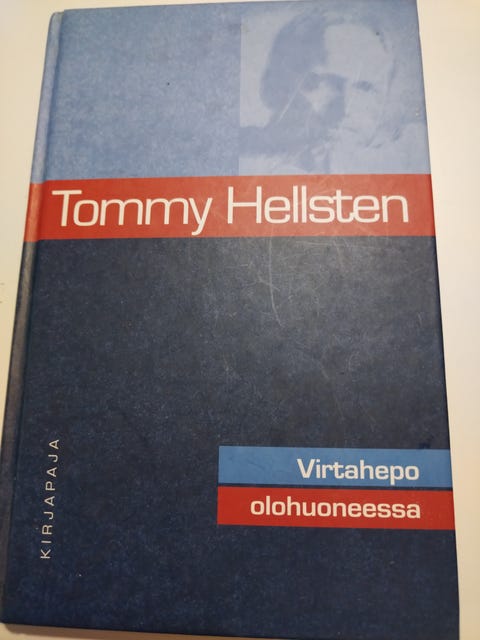 Tommy Hellsten
Virtahepo
olohuoneessa
KIRJAPAJA